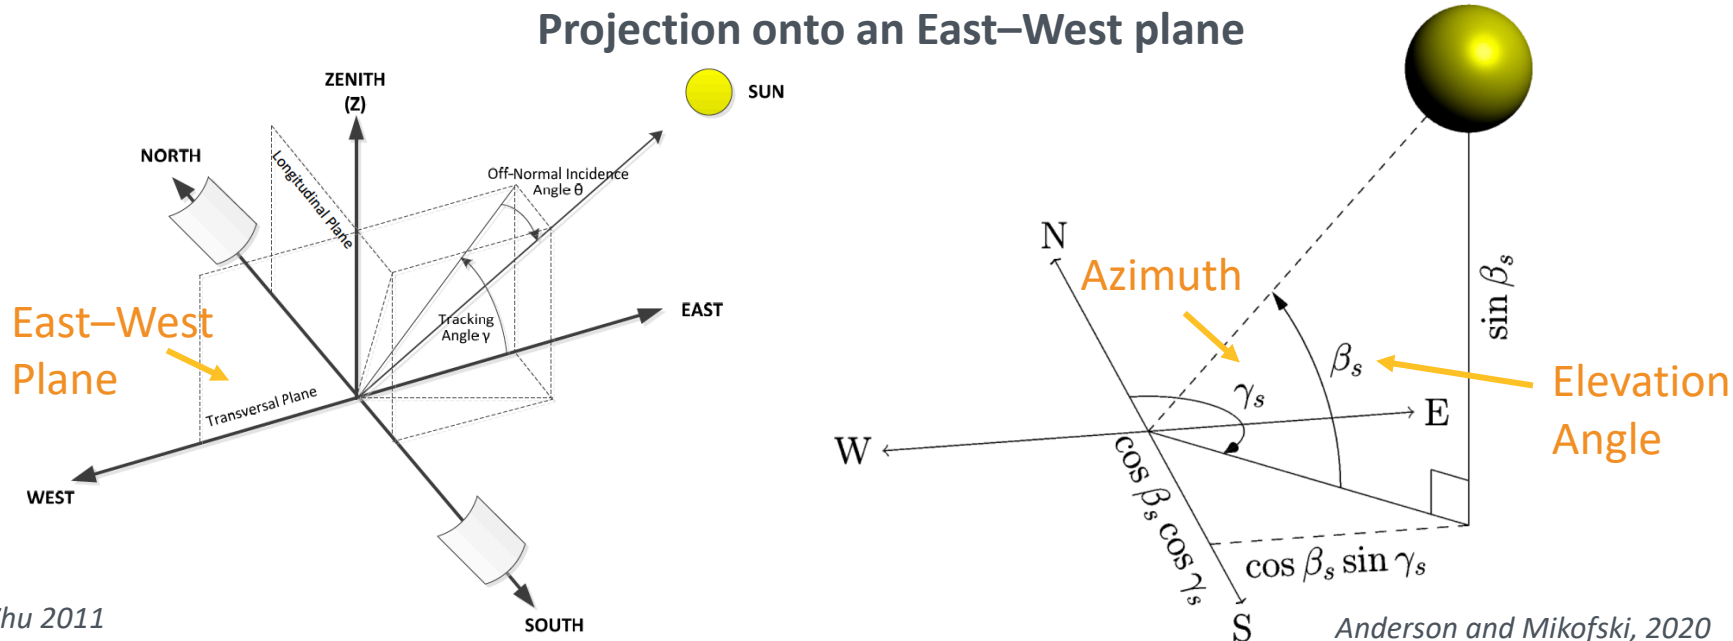 Projection onto an East–West plane
ZENITH
(Z)
SUN
NORTH
Longitudinal Plane
Off-Normal Incidence
Angle θ
Tracking
Angle γ
EAST
East–West
Plane
Transversal Plane
WEST
SOUTH
2011
N
Azimuth
sin βₛ
βₛ
γₛ
Elevation
Angle
E
W
cos βₛ cos γₛ
cos βₛ sin γₛ
S
Anderson and Mikofski, 2020